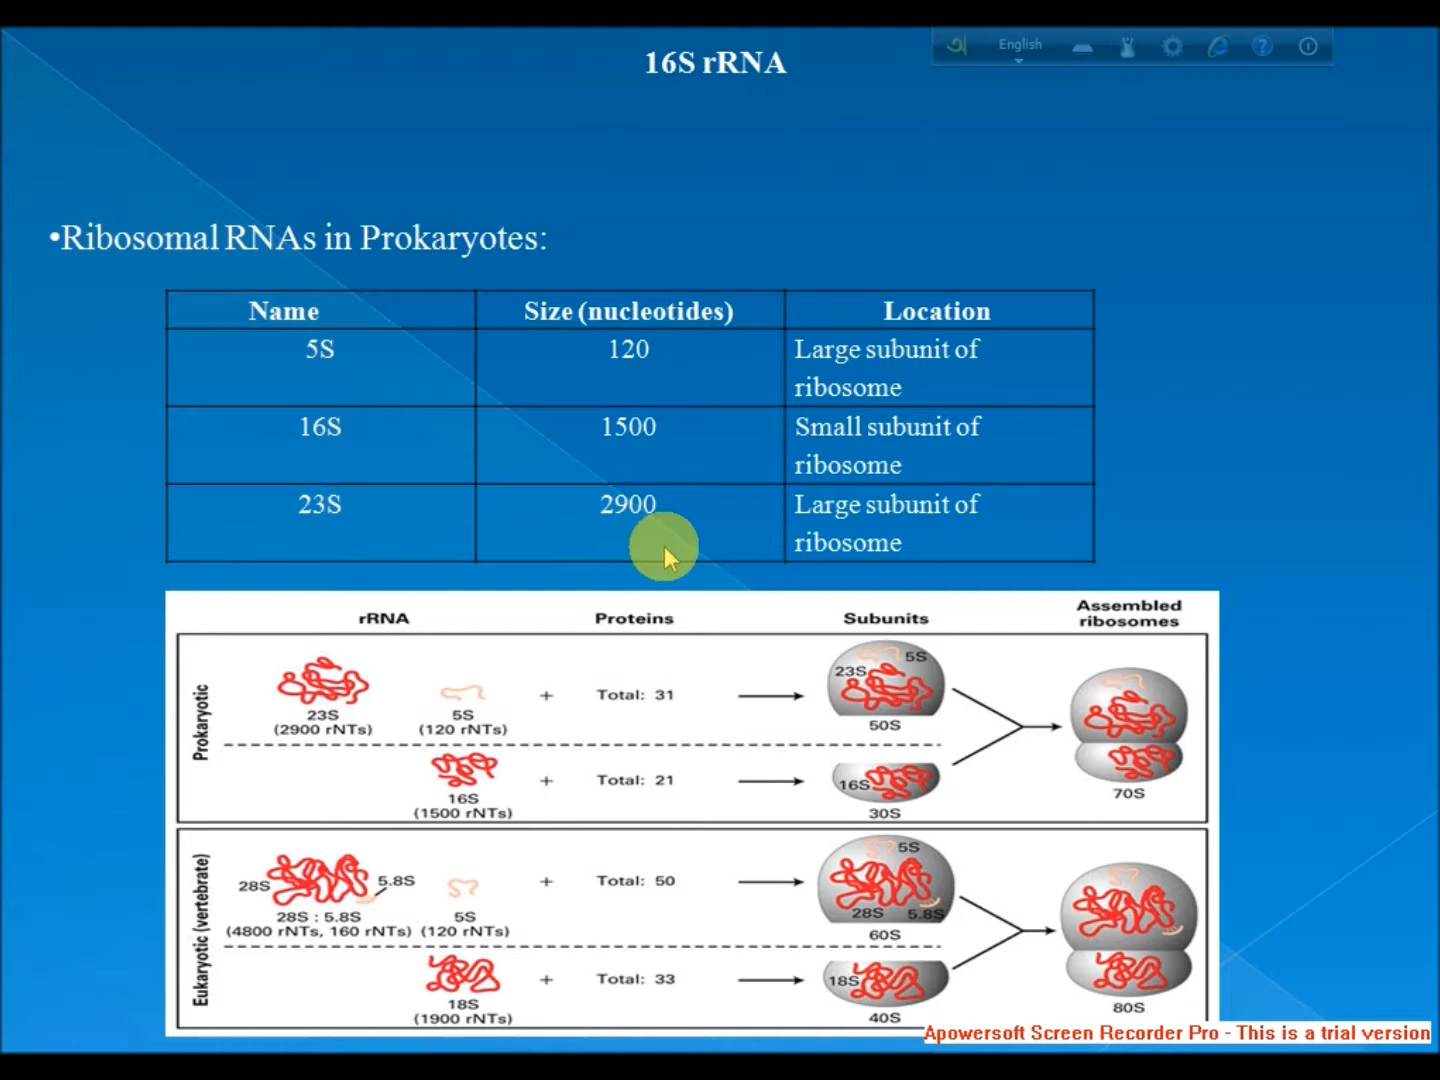 English
16S rRNA
•Ribosomal RNAs in Prokaryotes:
Name Size (nucleotides) Location
5S 120 Large subunit of
ribosome
16S 1500 Small subunit of
ribosome
23S 2900 Large subunit of
ribosome
rRNA Proteins Subunits Assembled
ribosomes
Prokaryotic
23S
(2900 rNTs)
5S
(120 rNTs)
+ Total: 31
23S 5S
50S
16S
(1500 rNTs)
+ Total: 21
16S
30S
70S
Eukaryotic (vertebrate)
28S 5.8S
28S : 5.8S
(4800 rNTs, 160 rNTs)
5S
(120 rNTs)
+ Total: 50
5S
28S 5.8S
60S
18S
(1900 rNTs)
+ Total: 33
18S
40S
80S
Apowersoft Screen Recorder Pro - This is a trial version